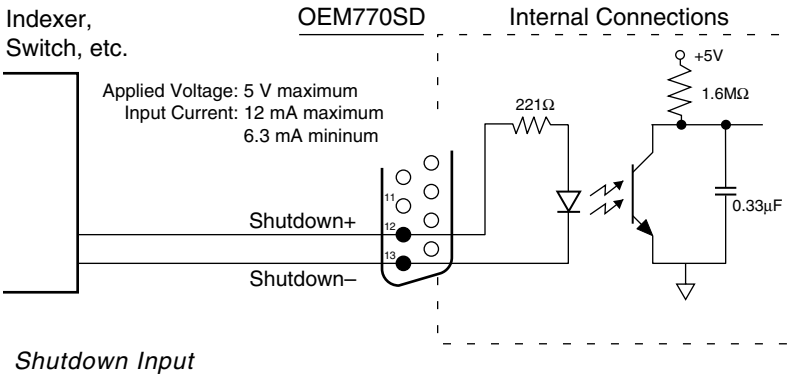 Indexer,
Switch, etc.
OEM770SD
Internal Connections
Applied Voltage: 5 V maximum
Input Current: 12 mA maximum
6.3 mA mininum
+5V
1.6MΩ
221Ω
0.33µF
11
12
13
Shutdown+
Shutdown–
Shutdown Input